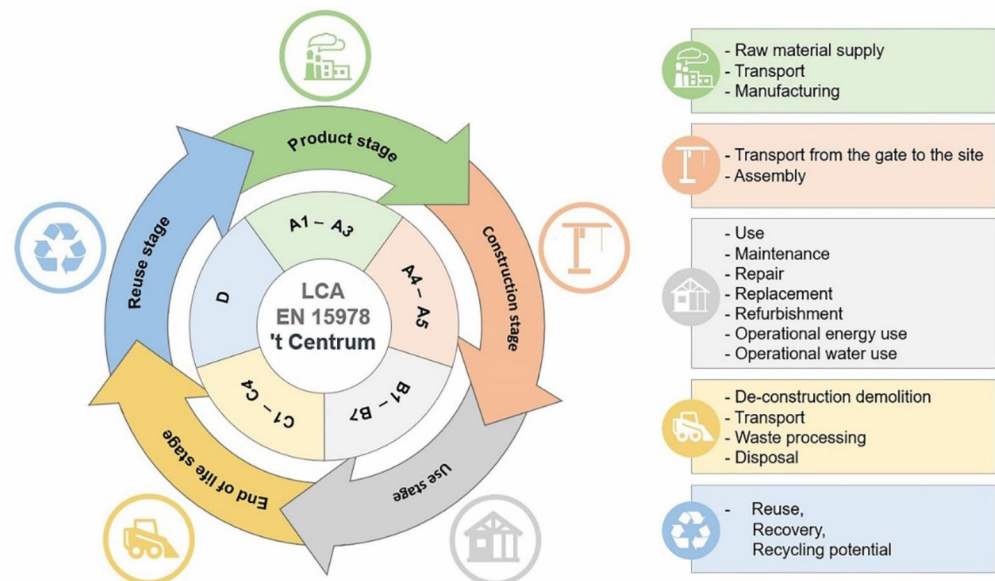 Product stage
Construction stage
Use stage
End of life stage
Reuse stage
A1 – A3
A4 – A5
B1 – B7
C1 – C4
D
LCA
EN 15978
't Centrum
- Raw material supply
- Transport
- Manufacturing
- Transport from the gate to the site
- Assembly
- Use
- Maintenance
- Repair
- Replacement
- Refurbishment
- Operational energy use
- Operational water use
- De-construction demolition
- Transport
- Waste processing
- Disposal
- Reuse,
Recovery,
Recycling potential